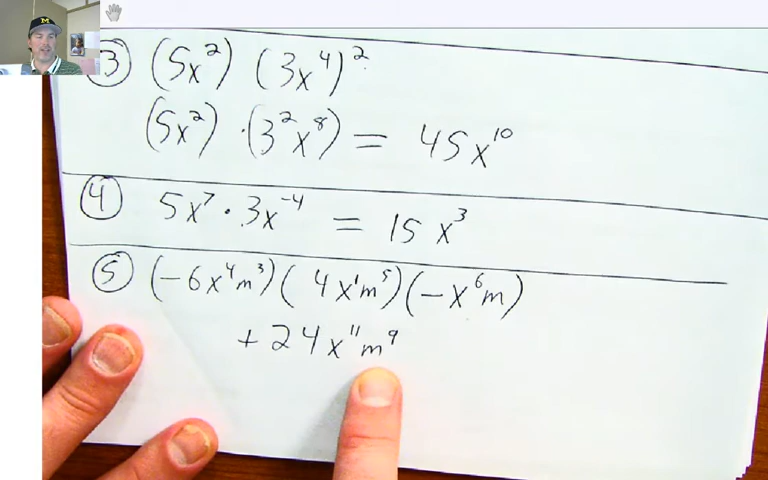 M
③ (5x²) (3x⁴)²
(5x²) · (3²x⁸) = 45x¹⁰
④ 5x⁷ · 3x⁻⁴ = 15x³
⑤ (-6x⁴m³)(4x¹m⁵)(-x⁶m)
+24x¹¹m⁹